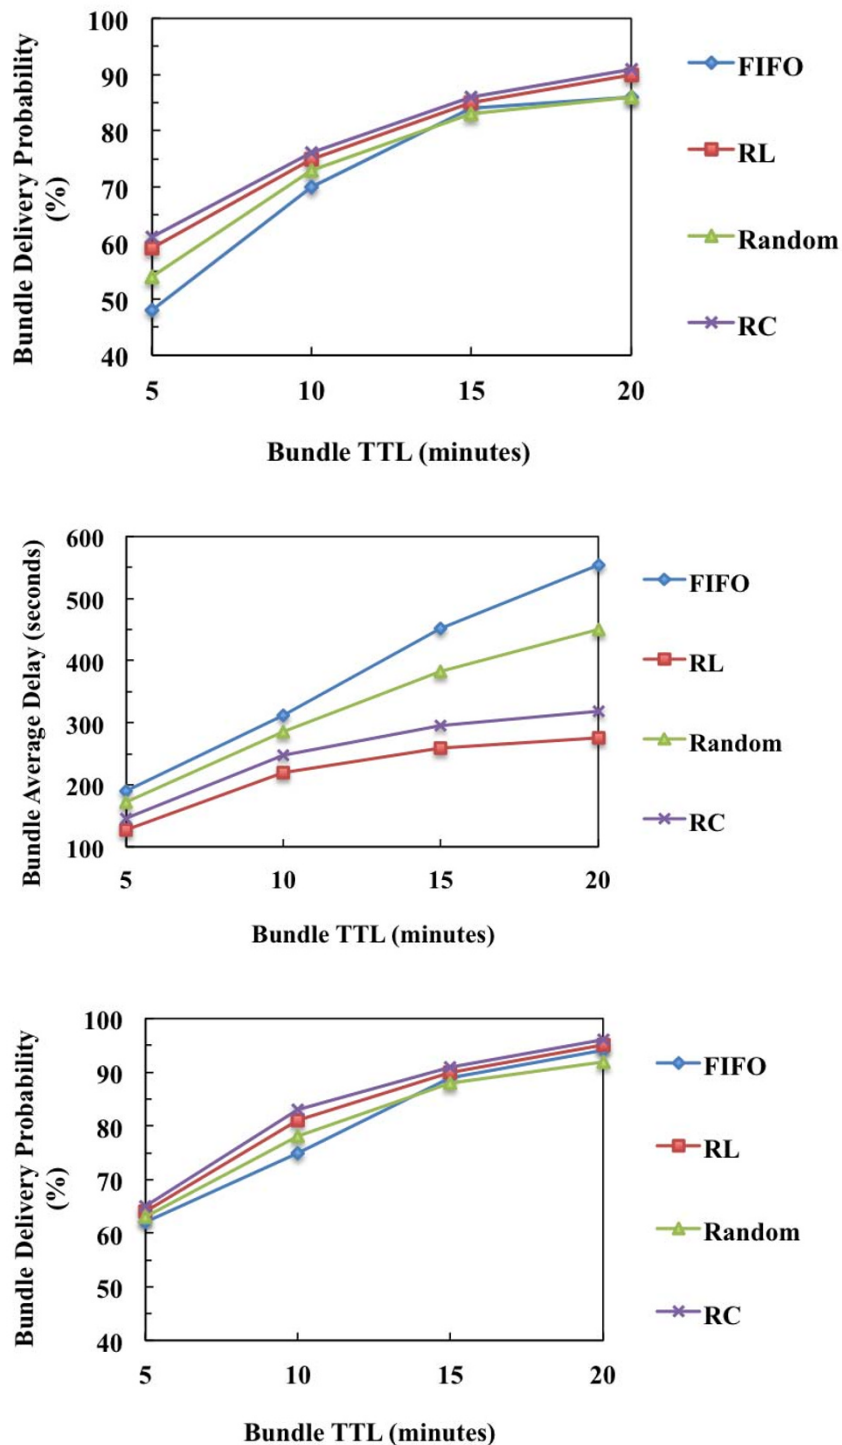 Bundle Delivery Probability
(%)
100
90
80
70
60
50
40
5 10 15 20
Bundle TTL (minutes)
FIFO
RL
Random
RC
Bundle Average Delay (seconds)
600
500
400
300
200
100
5 10 15 20
Bundle TTL (minutes)
FIFO
RL
Random
RC
Bundle Delivery Probability
(%)
100
90
80
70
60
50
40
5 10 15 20
Bundle TTL (minutes)
FIFO
RL
Random
RC